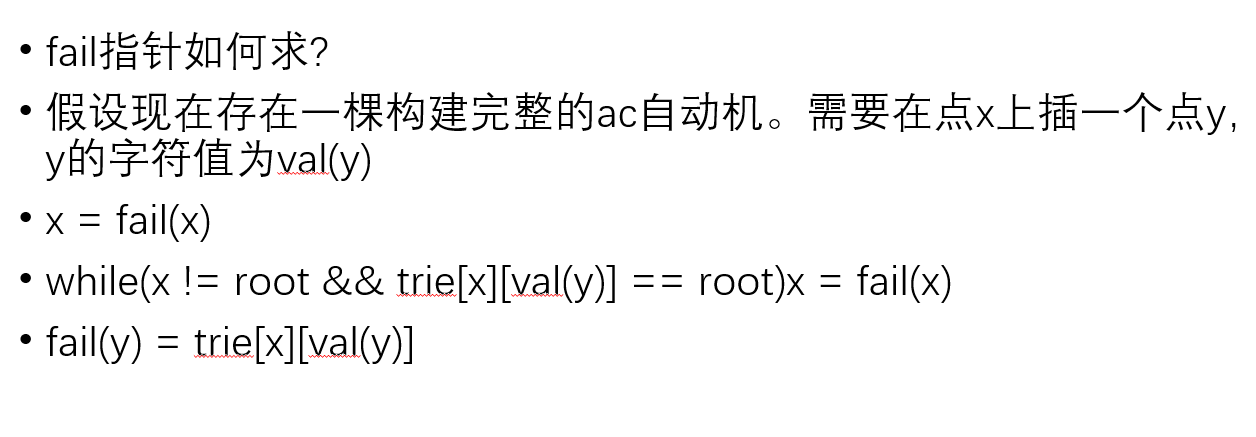 • fail指针如何求?
• 假设现在存在一棵构建完整的ac自动机。需要在点x上插一个点y,
y的字符值为val(y)
• x = fail(x)
• while(x != root && trie[x][val(y)] == root)x = fail(x)
• fail(y) = trie[x][val(y)]